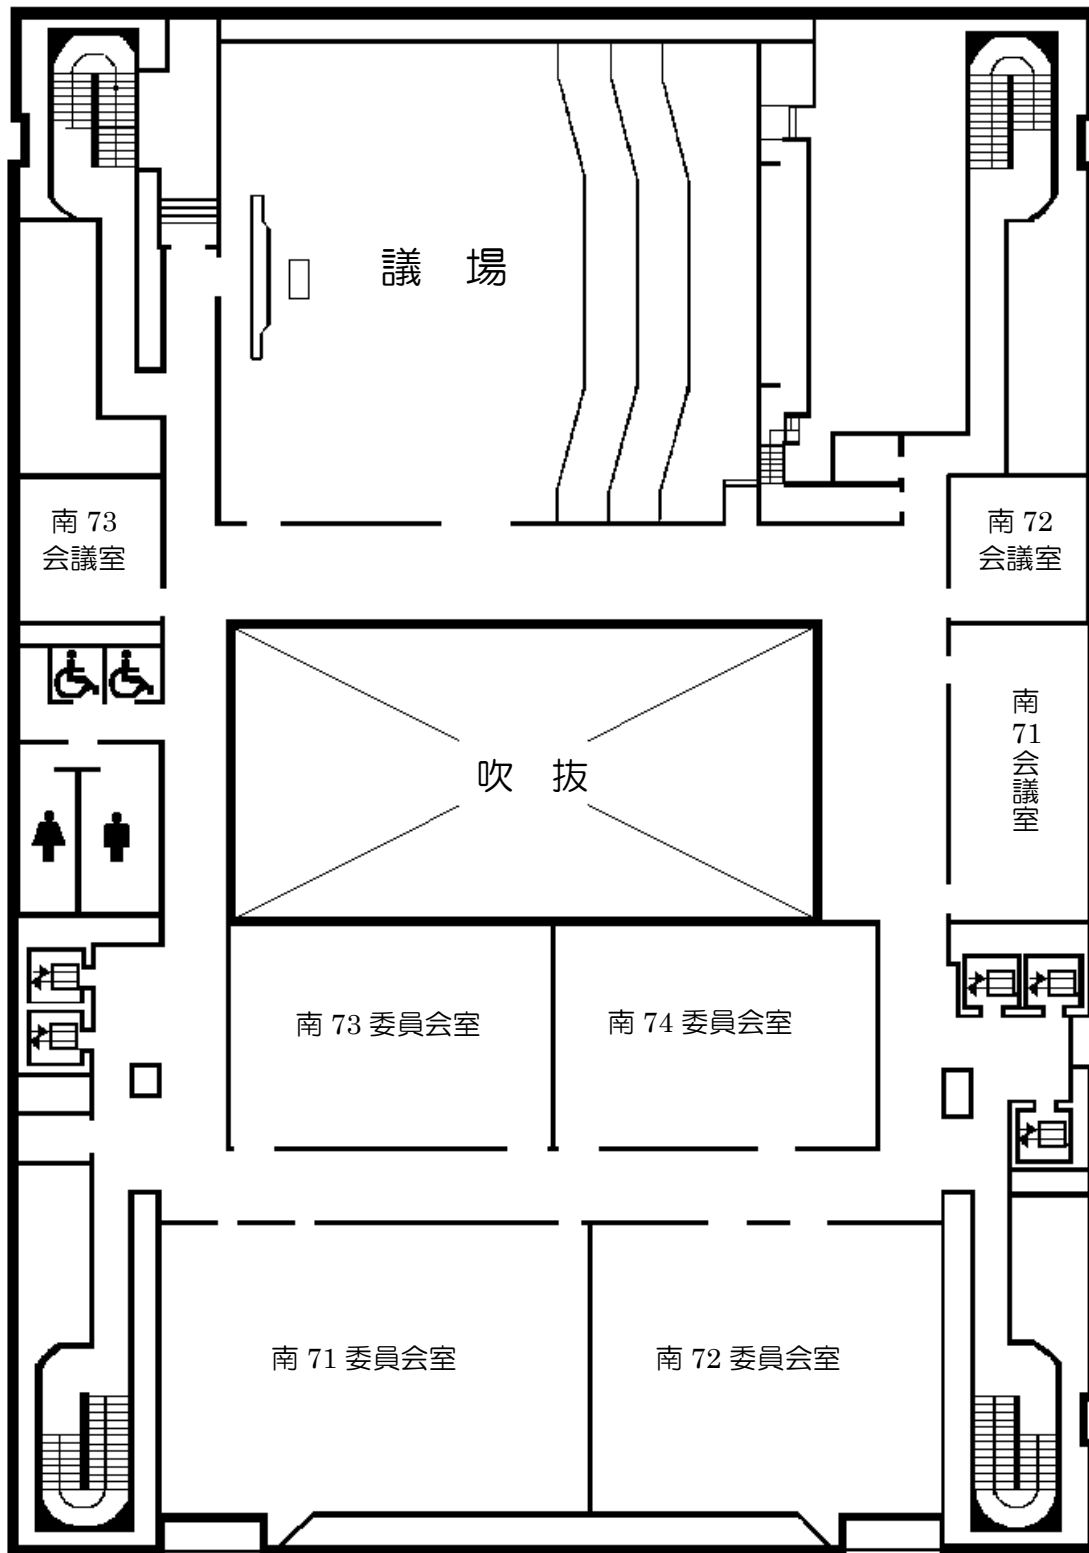 議 場
南 73
会議室
南 72
会議室
南
71
会
議
室
吹 抜
南 73 委員会室
南 74 委員会室
南 71 委員会室
南 72 委員会室